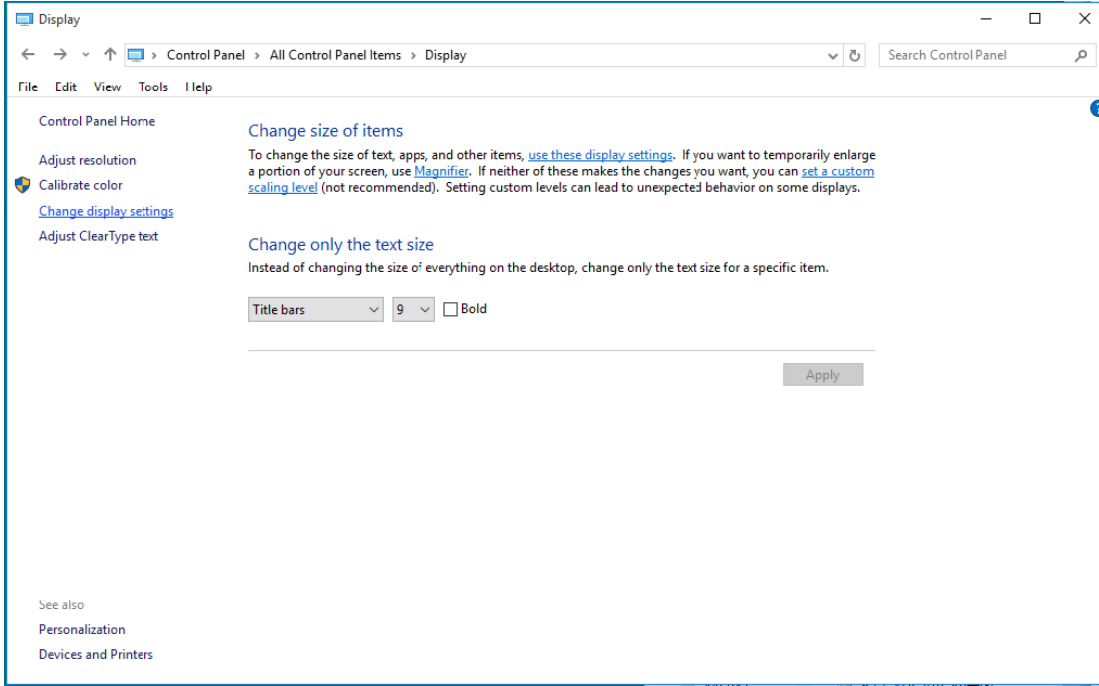 Display
Control Panel > All Control Panel Items > Display
Search Control Panel
File Edit View Tools Help
Control Panel Home
Adjust resolution
Calibrate color
Change display settings
Adjust ClearType text
Change size of items
To change the size of text, apps, and other items, use these display settings. If you want to temporarily enlarge
a portion of your screen, use Magnifier. If neither of these makes the changes you want, you can set a custom
scaling level (not recommended). Setting custom levels can lead to unexpected behavior on some displays.
Change only the text size
Instead of changing the size of everything on the desktop, change only the text size for a specific item.
Title bars 9 Bold
Apply
See also
Personalization
Devices and Printers